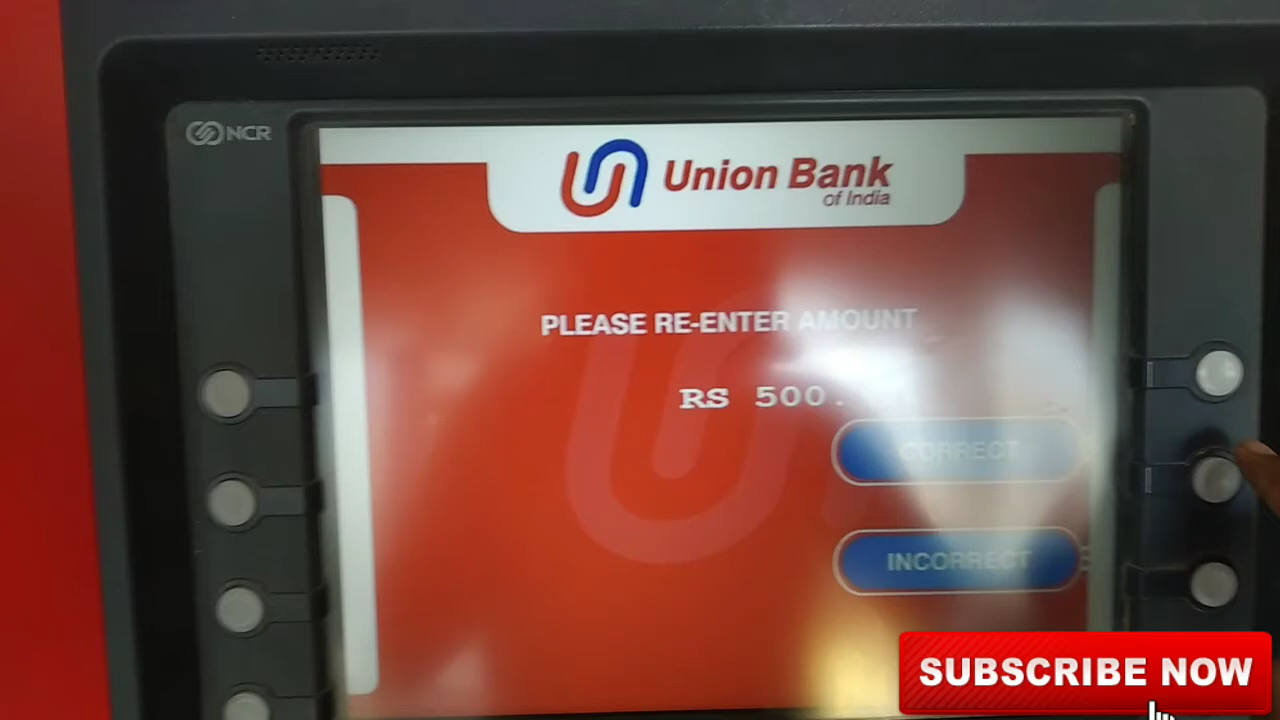 NCR
Union Bank
of India
PLEASE RE-ENTER AMOUNT
RS 500.
CORRECT
INCORRECT
SUBSCRIBE NOW